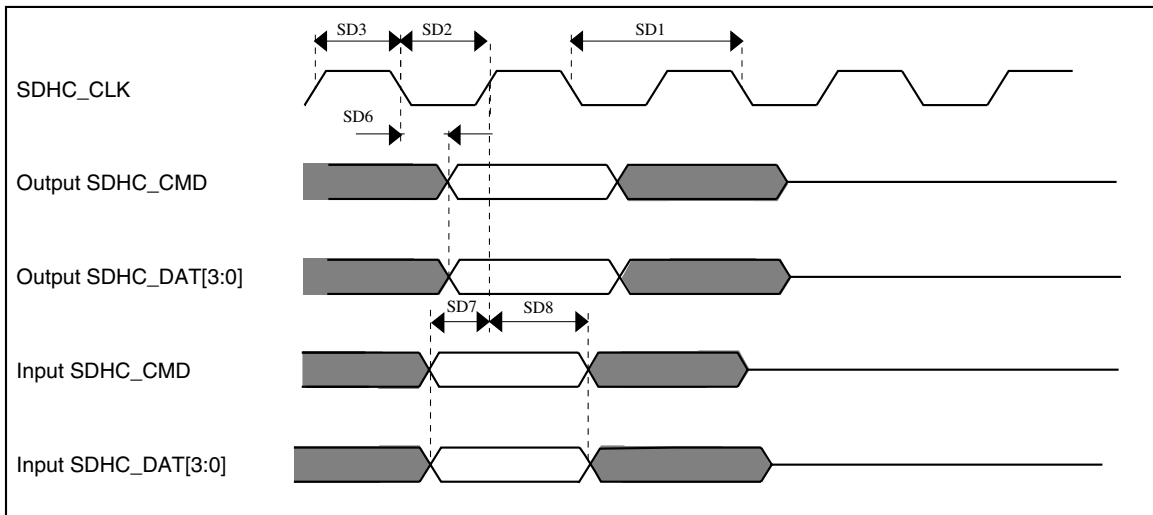 SD3 SD2 SD1
SDHC_CLK
SD6
Output SDHC_CMD
Output SDHC_DAT[3:0]
SD7 SD8
Input SDHC_CMD
Input SDHC_DAT[3:0]